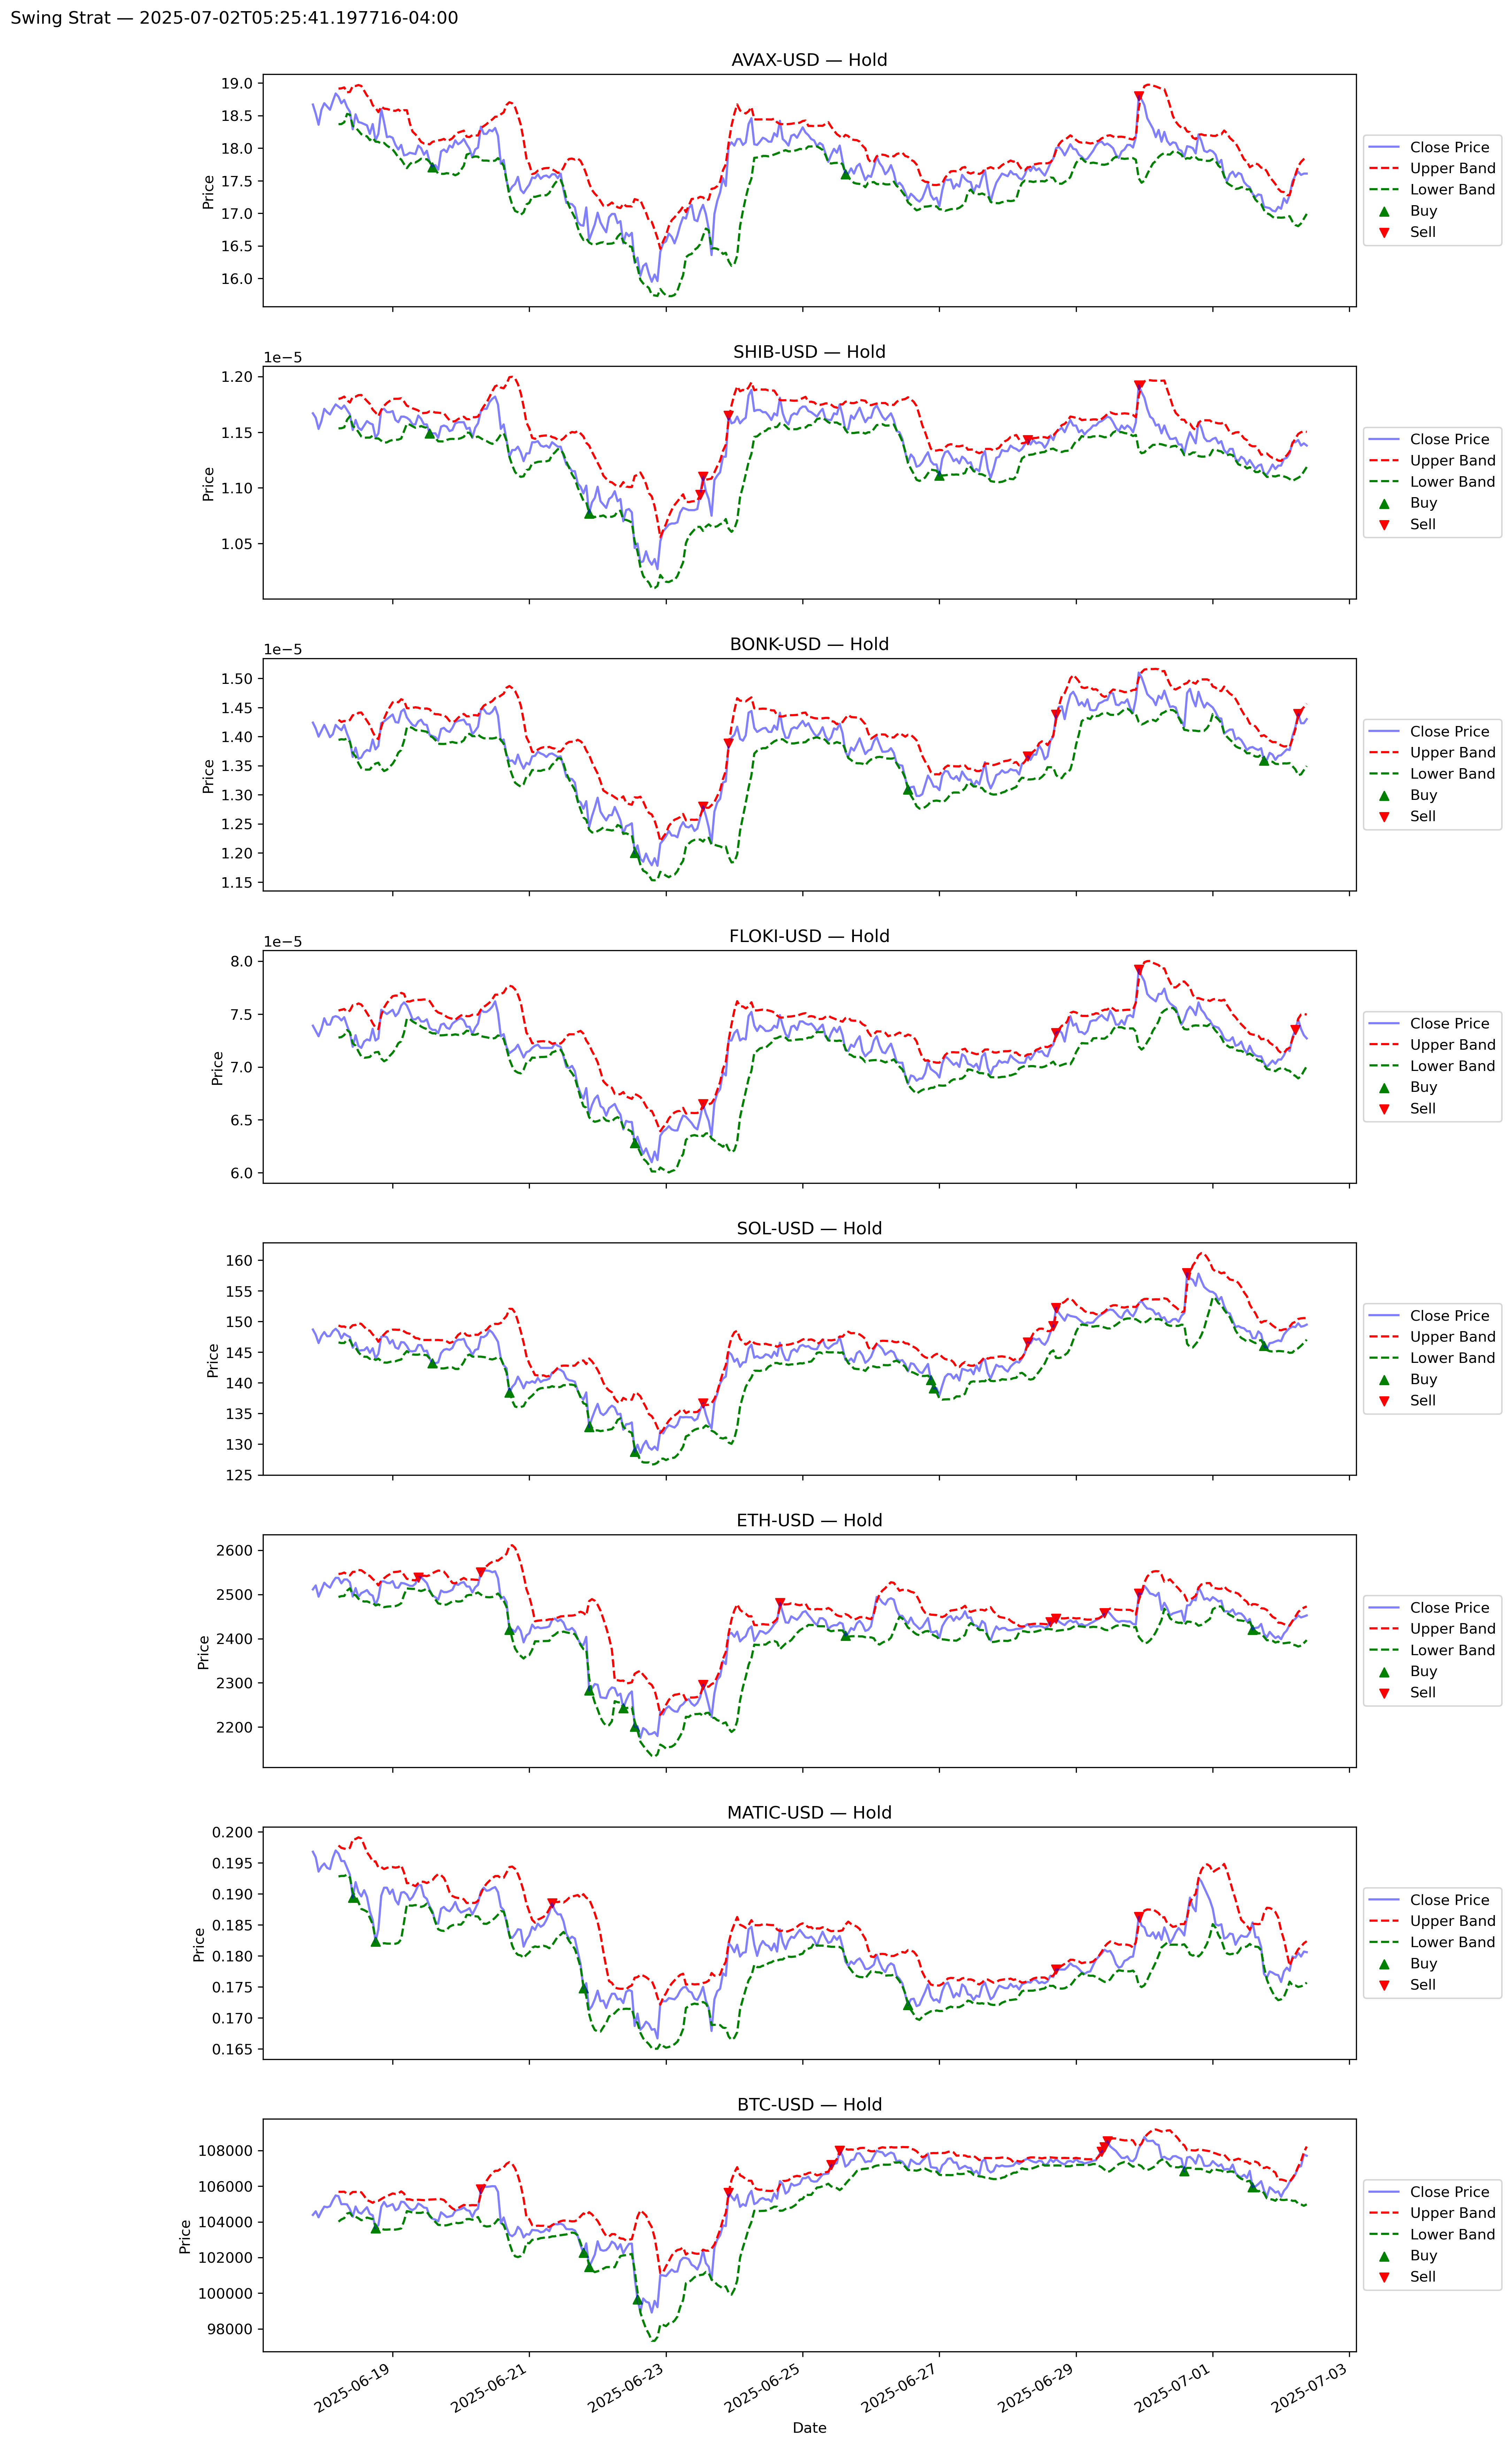 Swing Strat — 2025-07-02T05:25:41.197716-04:00
AVAX-USD — Hold
19.0
18.5
18.0
17.5
17.0
16.5
16.0
Price
Close Price
Upper Band
Lower Band
Buy
Sell
SHIB-USD — Hold
1e−5
1.20
1.15
1.10
1.05
Price
Close Price
Upper Band
Lower Band
Buy
Sell
BONK-USD — Hold
1e−5
1.50
1.45
1.40
1.35
1.30
1.25
1.20
1.15
Price
Close Price
Upper Band
Lower Band
Buy
Sell
FLOKI-USD — Hold
1e−5
8.0
7.5
7.0
6.5
6.0
Price
Close Price
Upper Band
Lower Band
Buy
Sell
SOL-USD — Hold
160
155
150
145
140
135
130
125
Price
Close Price
Upper Band
Lower Band
Buy
Sell
ETH-USD — Hold
2600
2500
2400
2300
2200
Price
Close Price
Upper Band
Lower Band
Buy
Sell
MATIC-USD — Hold
0.200
0.195
0.190
0.185
0.180
0.175
0.170
0.165
Price
Close Price
Upper Band
Lower Band
Buy
Sell
BTC-USD — Hold
108000
106000
104000
102000
100000
98000
Price
Close Price
Upper Band
Lower Band
Buy
Sell
2025-06-19
2025-06-21
2025-06-23
2025-06-25
2025-06-27
2025-06-29
2025-07-01
2025-07-03
Date